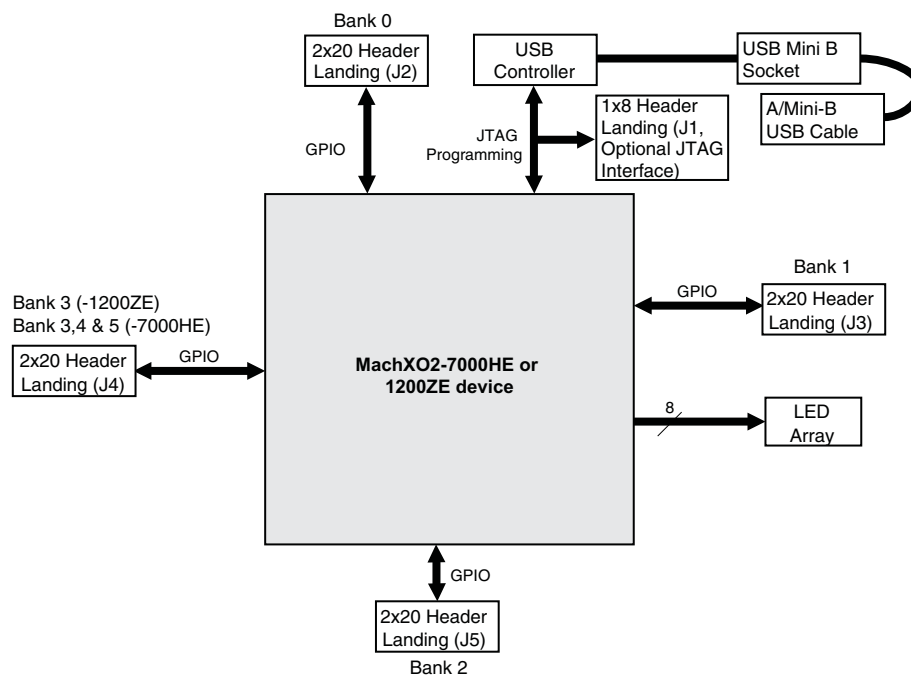 Bank 0
2x20 Header
Landing (J2)
GPIO
USB
Controller
USB Mini B
Socket
A/Mini-B
USB Cable
JTAG
Programming
1x8 Header
Landing (J1,
Optional JTAG
Interface)
Bank 3 (-1200ZE)
Bank 3,4 & 5 (-7000HE)
2x20 Header
Landing (J4)
GPIO
MachXO2-7000HE or
1200ZE device
Bank 1
GPIO
2x20 Header
Landing (J3)
8
LED
Array
GPIO
2x20 Header
Landing (J5)
Bank 2